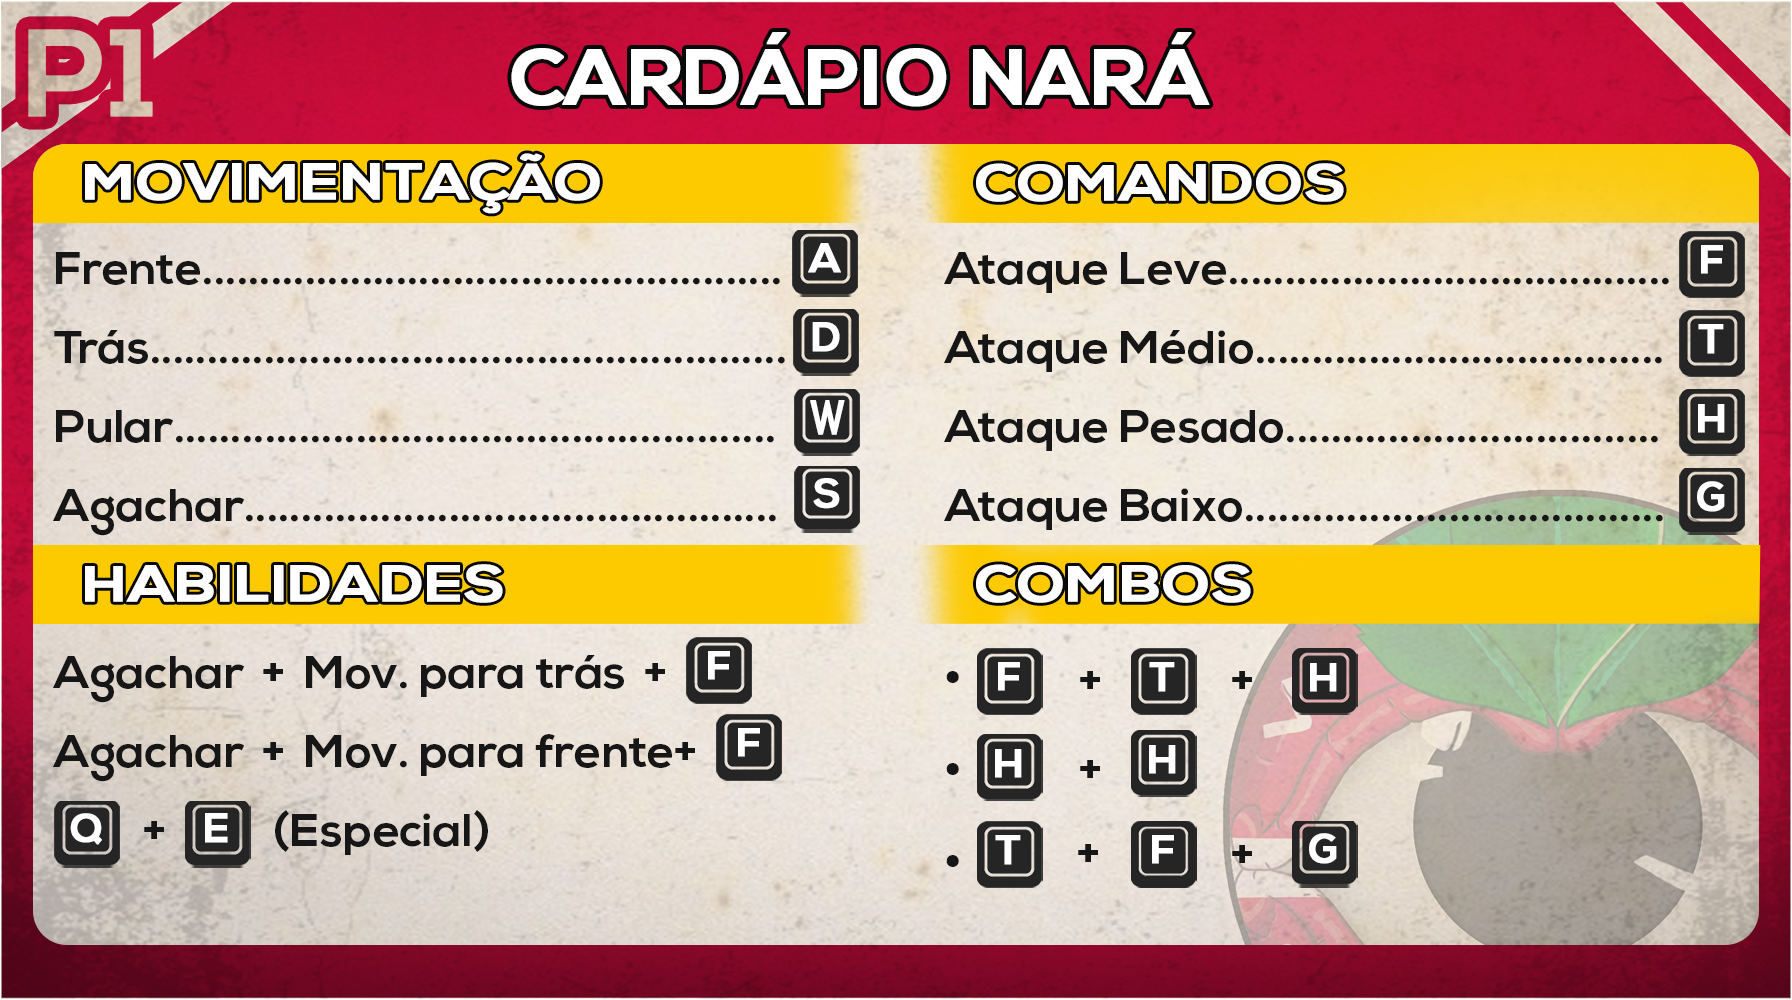 P1
CARDÁPIO NARÁ
MOVIMENTAÇÃO
Frente.................................................. A
Trás....................................................... D
Pular.................................................... W
Agachar.............................................. S
COMANDOS
Ataque Leve...................................... F
Ataque Médio................................... T
Ataque Pesado................................ H
Ataque Baixo.................................... G
HABILIDADES
Agachar + Mov. para trás + F
Agachar + Mov. para frente+ F
Q + E (Especial)
COMBOS
• F + T + H
• H + H
• T + F + G